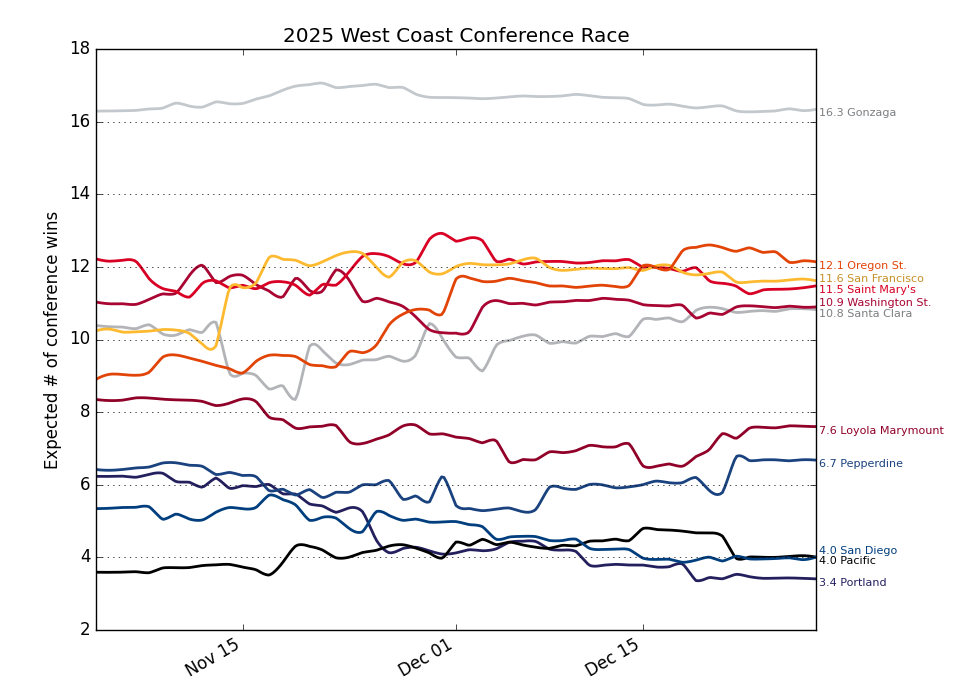 2025 West Coast Conference Race
Expected # of conference wins
18
16
14
12
10
8
6
4
2
Nov 15
Dec 01
Dec 15
16.3 Gonzaga
12.1 Oregon St.
11.6 San Francisco
11.5 Saint Mary's
10.9 Washington St.
10.8 Santa Clara
7.6 Loyola Marymount
6.7 Pepperdine
4.0 San Diego
4.0 Pacific
3.4 Portland